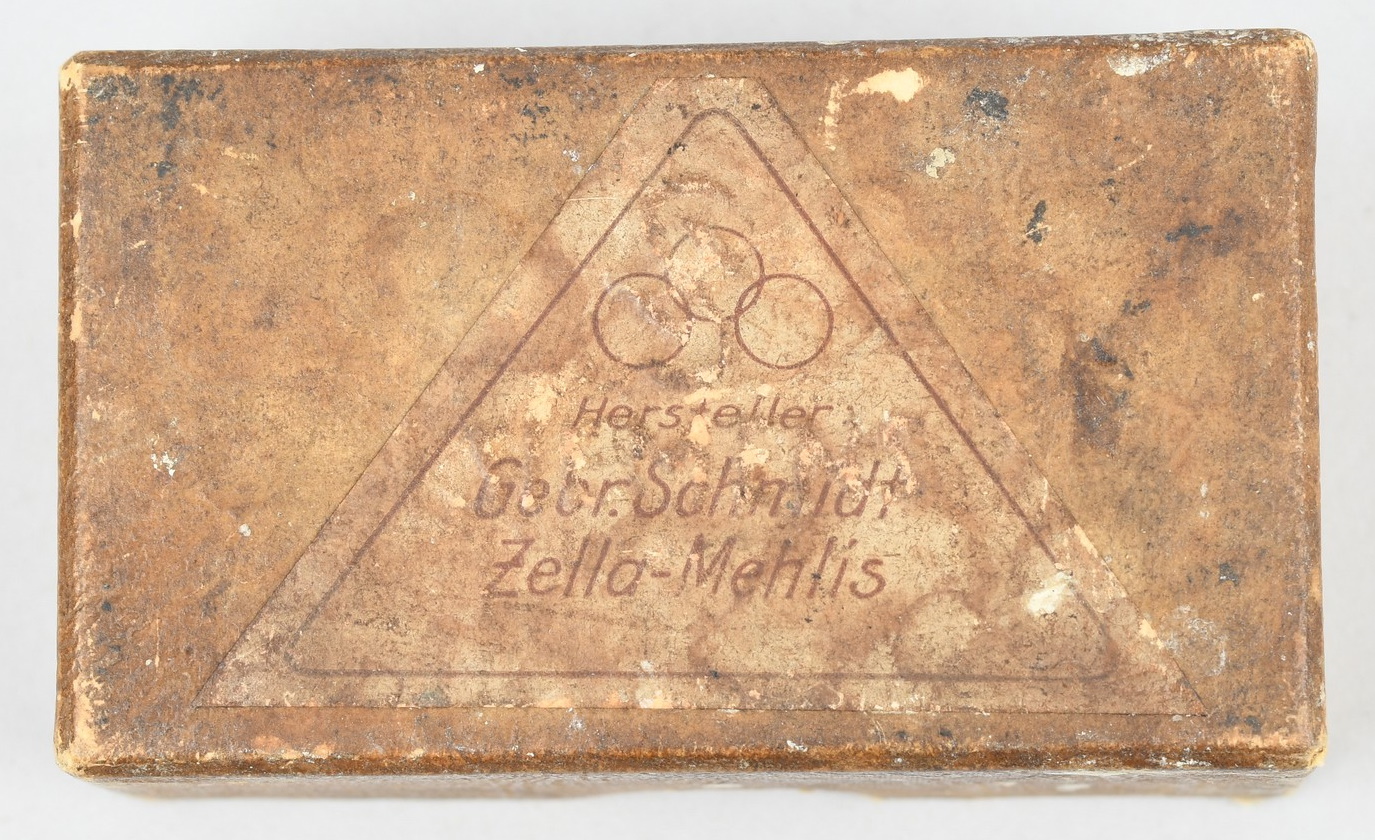 Hersteller:
Gebr. Schmidt
Zella-Mehlis